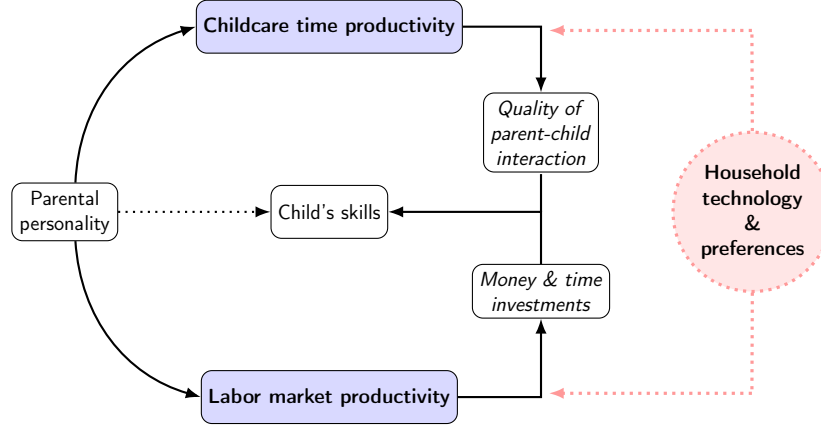 Childcare time productivity
Quality of
parent-child
interaction
Household
technology
&
preferences
Parental
personality
Child's skills
Money & time
investments
Labor market productivity